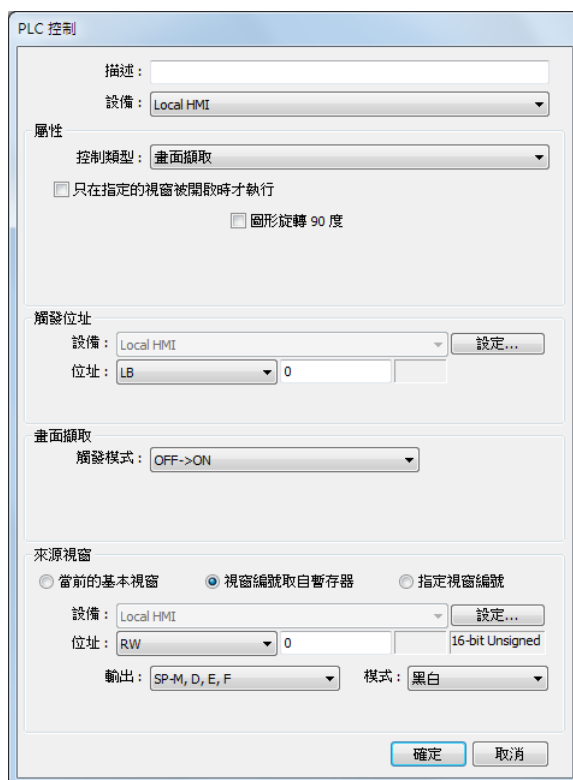 PLC 控制
描述：
設備： Local HMI
屬性
控制類型： 畫面擷取
只在指定的視窗被開啟時才執行
圖形旋轉 90 度
觸發位址
設備： Local HMI 設定...
位址： LB 0
畫面擷取
觸發模式： OFF->ON
來源視窗
當前的基本視窗 視窗編號取自暫存器 指定視窗編號
設備： Local HMI 設定...
位址： RW 0 16-bit Unsigned
輸出： SP-M, D, E, F 模式： 黑白
確定 取消